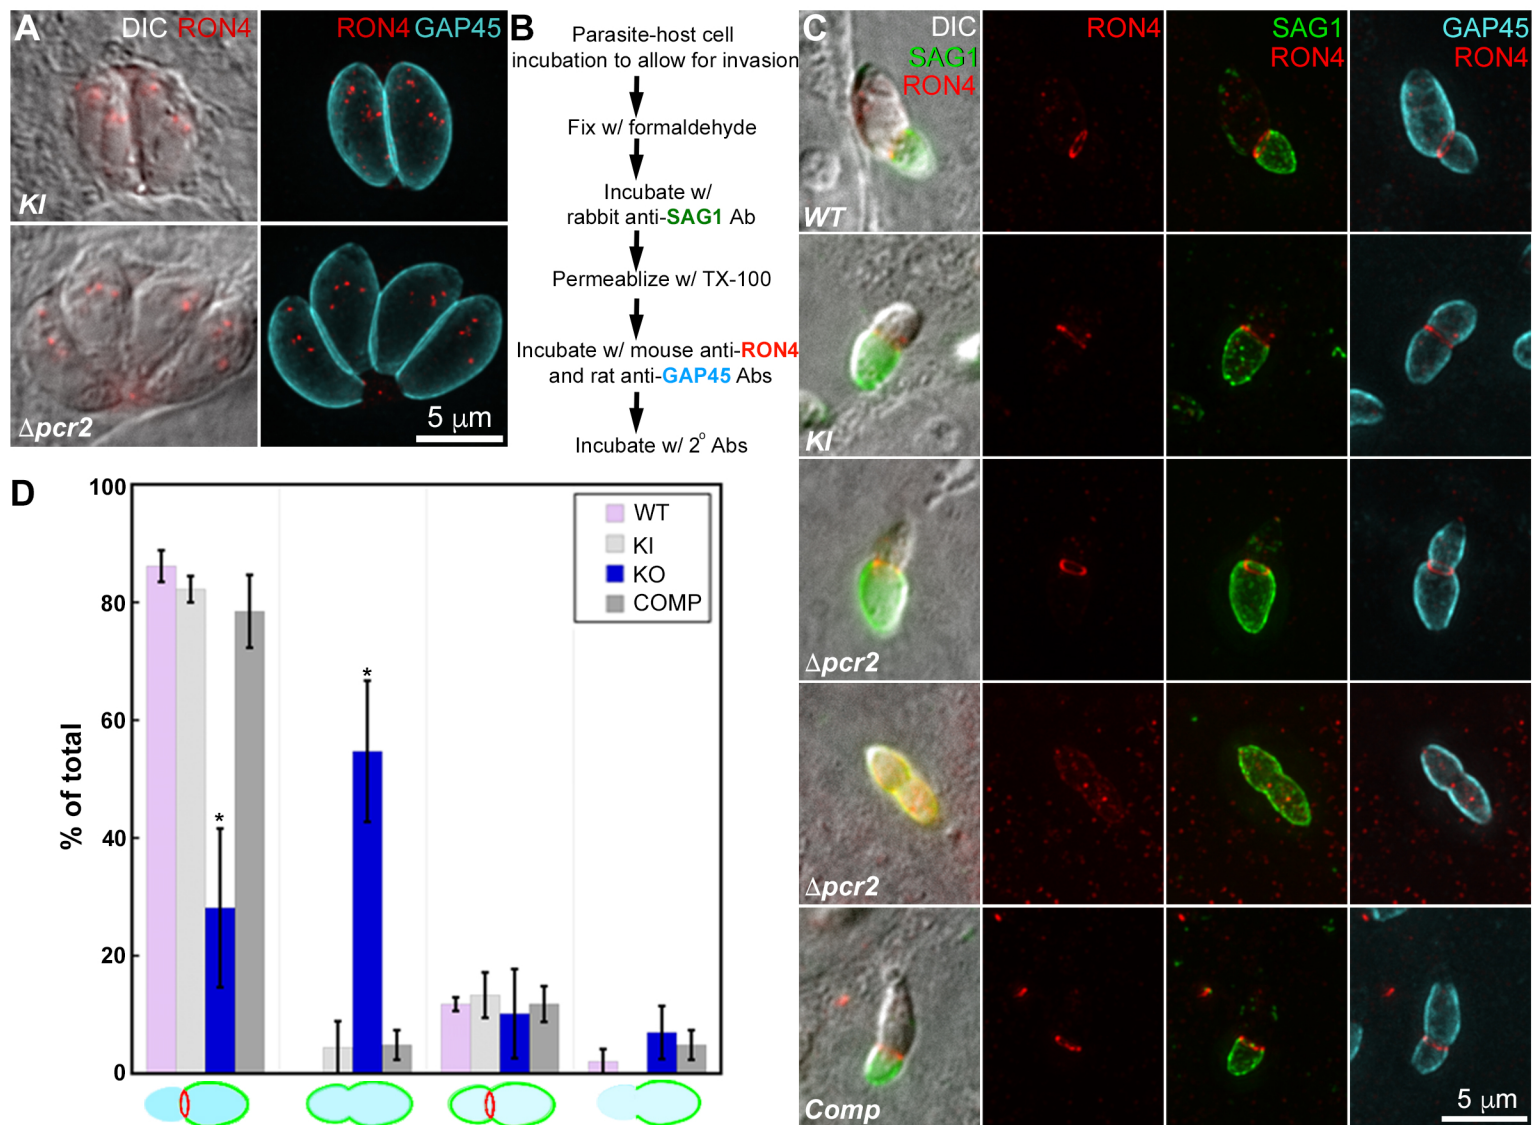 A
DIC RON4
RON4 GAP45
KI
Δpcr2
5 μm
B
Parasite-host cell
incubation to allow for invasion
Fix w/ formaldehyde
Incubate w/
rabbit anti-SAG1 Ab
Permeablize w/ TX-100
Incubate w/ mouse anti-RON4
and rat anti-GAP45 Abs
Incubate w/ 2° Abs
C
DIC
SAG1
RON4
RON4
SAG1
RON4
GAP45
RON4
WT
KI
Δpcr2
Δpcr2
Comp
5 μm
D
% of total
100
80
60
40
20
0
*
*
WT
KI
KO
COMP